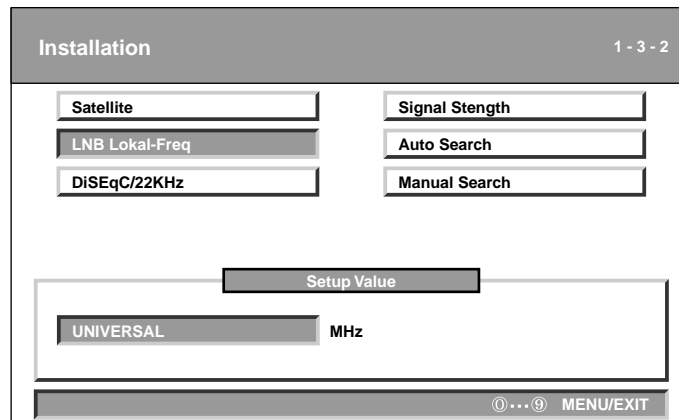 Installation 1 - 3 - 2
Satellite
LNB Lokal-Freq
DiSEqC/22KHz
Signal Stength
Auto Search
Manual Search
Setup Value
UNIVERSAL MHz
⓪···⑨ MENU/EXIT